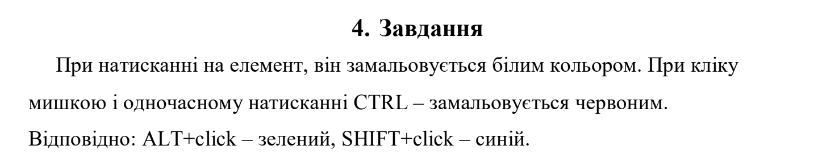 4. Завдання
При натисканні на елемент, він замальовується білим кольором. При кліку
мишкою і одночасному натисканні CTRL – замальовується червоним.
Відповідно: ALT+click – зелений, SHIFT+click – синій.